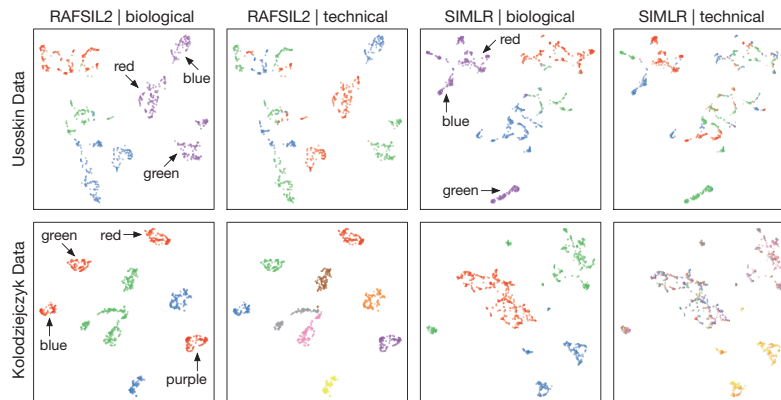 RAFSIL2 | biological
RAFSIL2 | technical
SIMLR | biological
SIMLR | technical
Usoskin Data
red
blue
green
red
blue
green
Kolodziejczyk Data
green
red
blue
purple